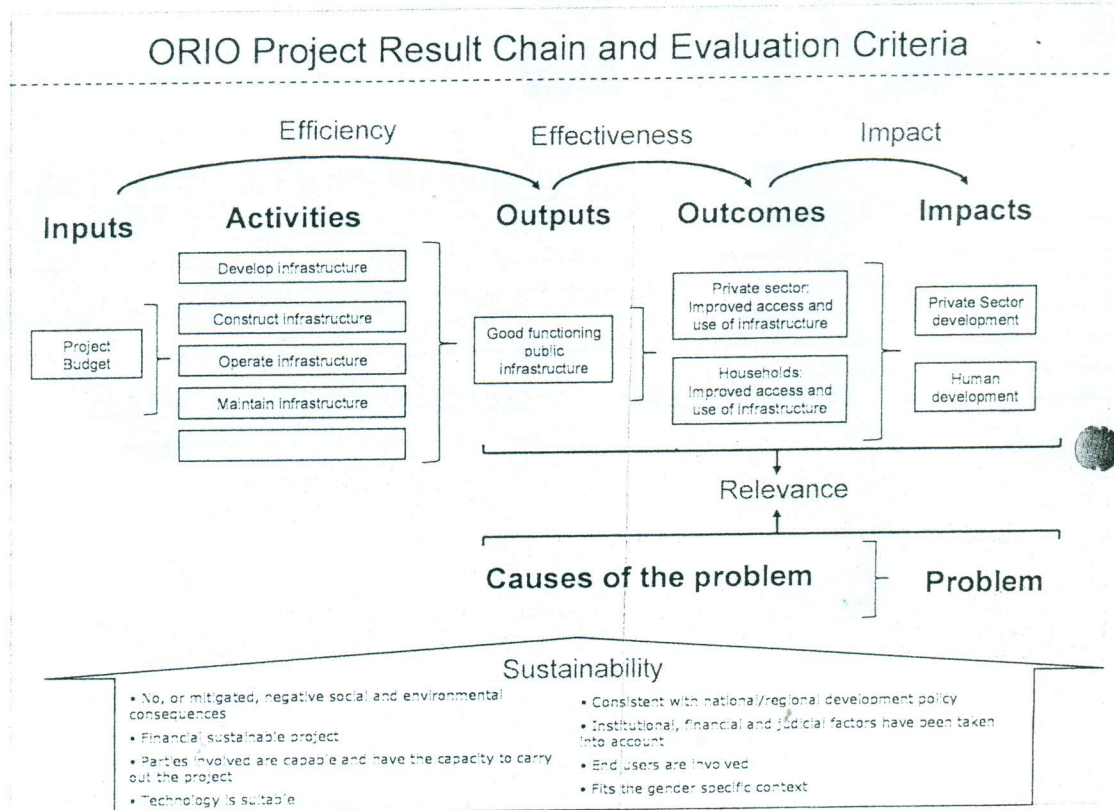 ORIO Project Result Chain and Evaluation Criteria
Efficiency
Effectiveness
Impact
Inputs
Activities
Outputs
Outcomes
Impacts
Develop infrastructure
Construct infrastructure
Operate infrastructure
Maintain infrastructure
Project
Budget
Good functioning
public
infrastructure
Private sector:
Improved access and
use of infrastructure
Households:
Improved access and
use of infrastructure
Private Sector
development
Human
development
Relevance
Causes of the problem
Problem
Sustainability
• No, or mitigated, negative social and environmental
consequences
• Financial sustainable project
• Parties involved are capable and have the capacity to carry
out the project
• Technology is suitable
• Consistent with national/regional development policy
• Institutional, financial and judicial factors have been taken
into account
• End users are involved
• Fits the gender specific context